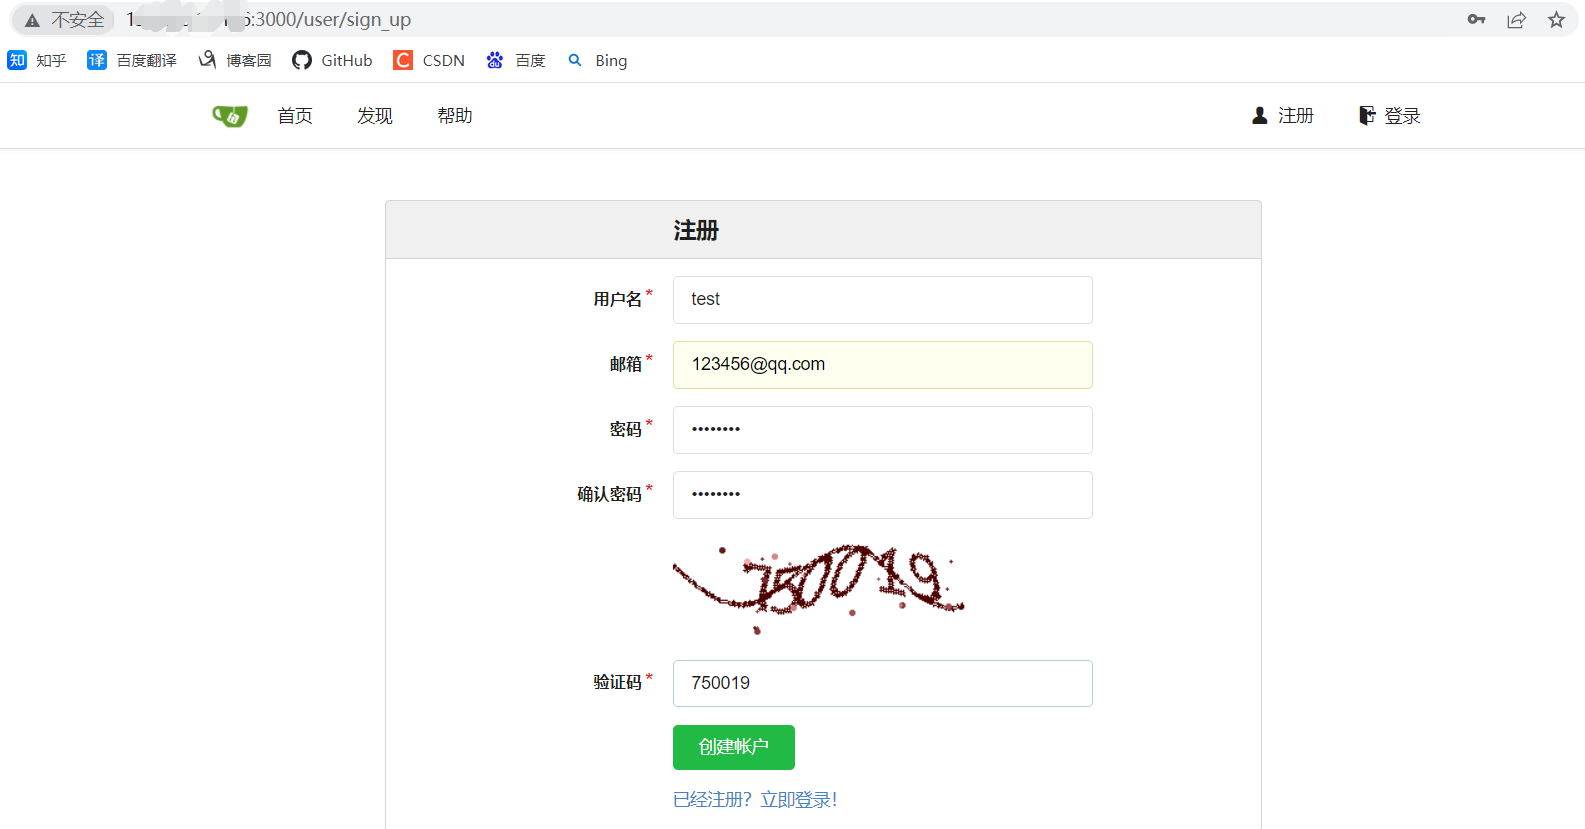 不安全 :3000/user/sign_up
知 知乎 译 百度翻译 博客园 GitHub C CSDN du 百度 Bing
首页 发现 帮助 注册 登录
注册
用户名* test
邮箱* 123456@qq.com
密码* ••••••••
确认密码* ••••••••
750019
验证码* 750019
创建帐户
已经注册？立即登录！